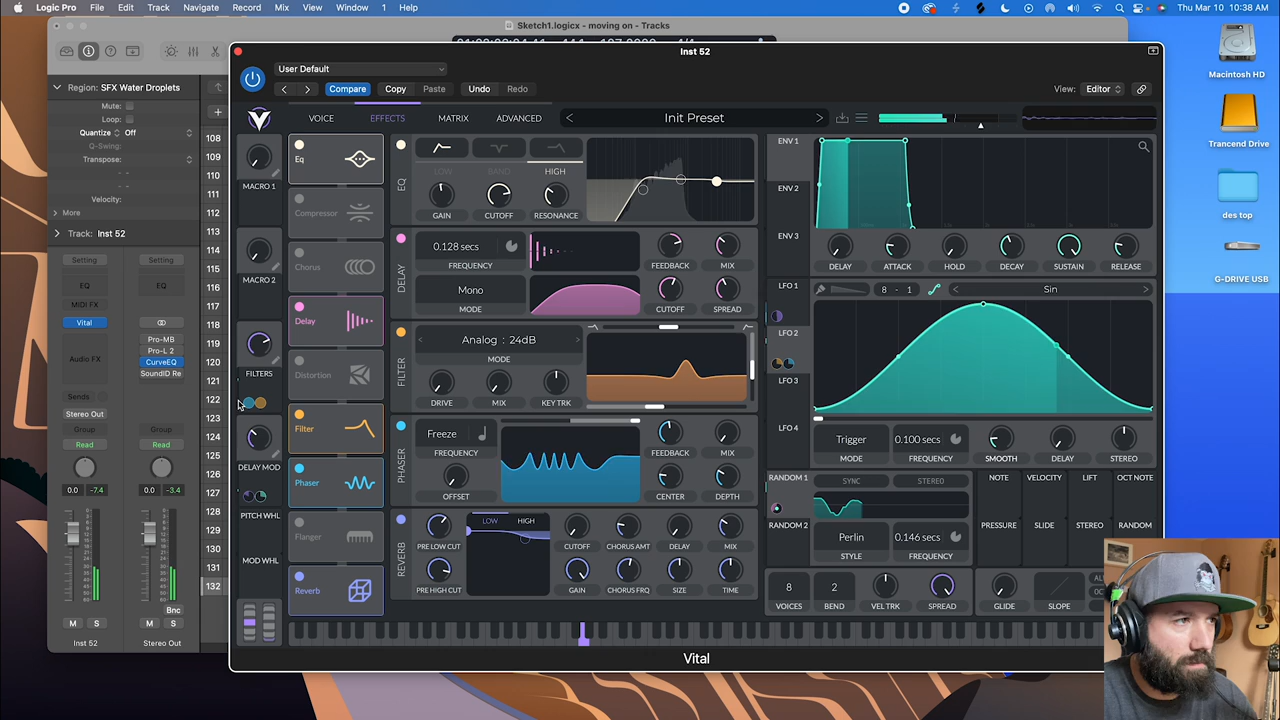 Logic Pro File Edit Track Navigate Record Mix View Window 1 Help
Thu Mar 10 10:38 AM
Sketch1.logicx - moving on - Tracks
Inst 52
User Default
Compare Copy Paste Undo Redo
View: Editor
Region: SFX Water Droplets
Mute:
Loop:
Quantize Off
Q-Swing:
Transpose:
Velocity:
More
Track: Inst 52
Setting Setting
EQ EQ
MIDI FX
Vital
Audio FX
Pro-MB
Pro-L 2
CurveEQ
SoundID Re
Sends
Stereo Out
Group Group
Read Read
0.0 -7.4 0.0 -3.4
Bnc
M S M S
Inst 52 Stereo Out
108
109
110
111
112
113
114
115
116
117
118
119
120
121
122
123
124
125
126
127
128
129
130
131
132
VOICE EFFECTS MATRIX ADVANCED
Init Preset
MACRO 1
MACRO 2
FILTERS
DELAY MOD
PITCH WHL
MOD WHL
Eq
Compressor
Chorus
Delay
Distortion
Filter
Phaser
Flanger
Reverb
EQ
LOW BAND HIGH
GAIN CUTOFF RESONANCE
DELAY
0.128 secs
FREQUENCY
Mono
MODE
FEEDBACK MIX
CUTOFF SPREAD
FILTER
Analog : 24dB
MODE
DRIVE MIX KEY TRK
PHASER
Freeze
FREQUENCY
OFFSET
FEEDBACK MIX
CENTER DEPTH
REVERB
LOW HIGH
PRE LOW CUT CUTOFF CHORUS AMT DELAY MIX
PRE HIGH CUT GAIN CHORUS FRQ SIZE TIME
ENV 1
ENV 2
ENV 3
DELAY ATTACK HOLD DECAY SUSTAIN RELEASE
LFO 1
LFO 2
LFO 3
LFO 4
8 - 1 Sin
Trigger
MODE
0.100 secs
FREQUENCY
SMOOTH DELAY STEREO
RANDOM 1
RANDOM 2
SYNC STEREO
Perlin
STYLE
0.146 secs
FREQUENCY
NOTE VELOCITY LIFT OCT NOTE
PRESSURE SLIDE STEREO RANDOM
8
VOICES
2
BEND
VEL TRK SPREAD GLIDE SLOPE
Vital
Macintosh HD
Trancend Drive
des top
G-DRIVE USB